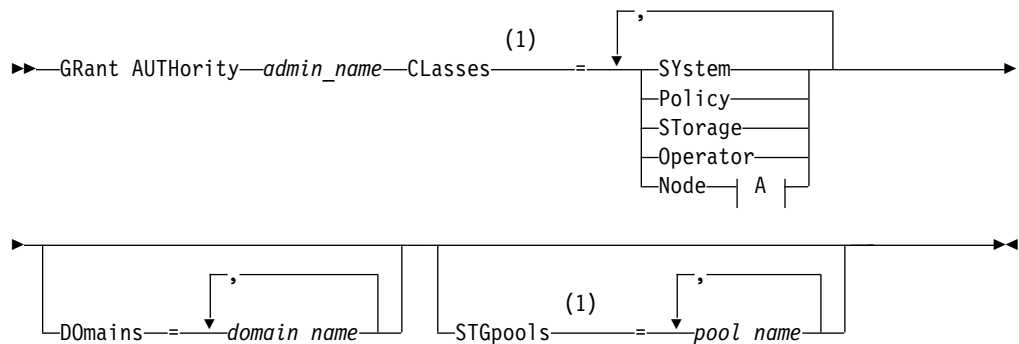 ,
(1)
GRant AUTHority admin_name CLasses = SYstem
Policy
STorage
Operator
Node A
, ,
(1)
DOmains = domain name STGpools = pool name